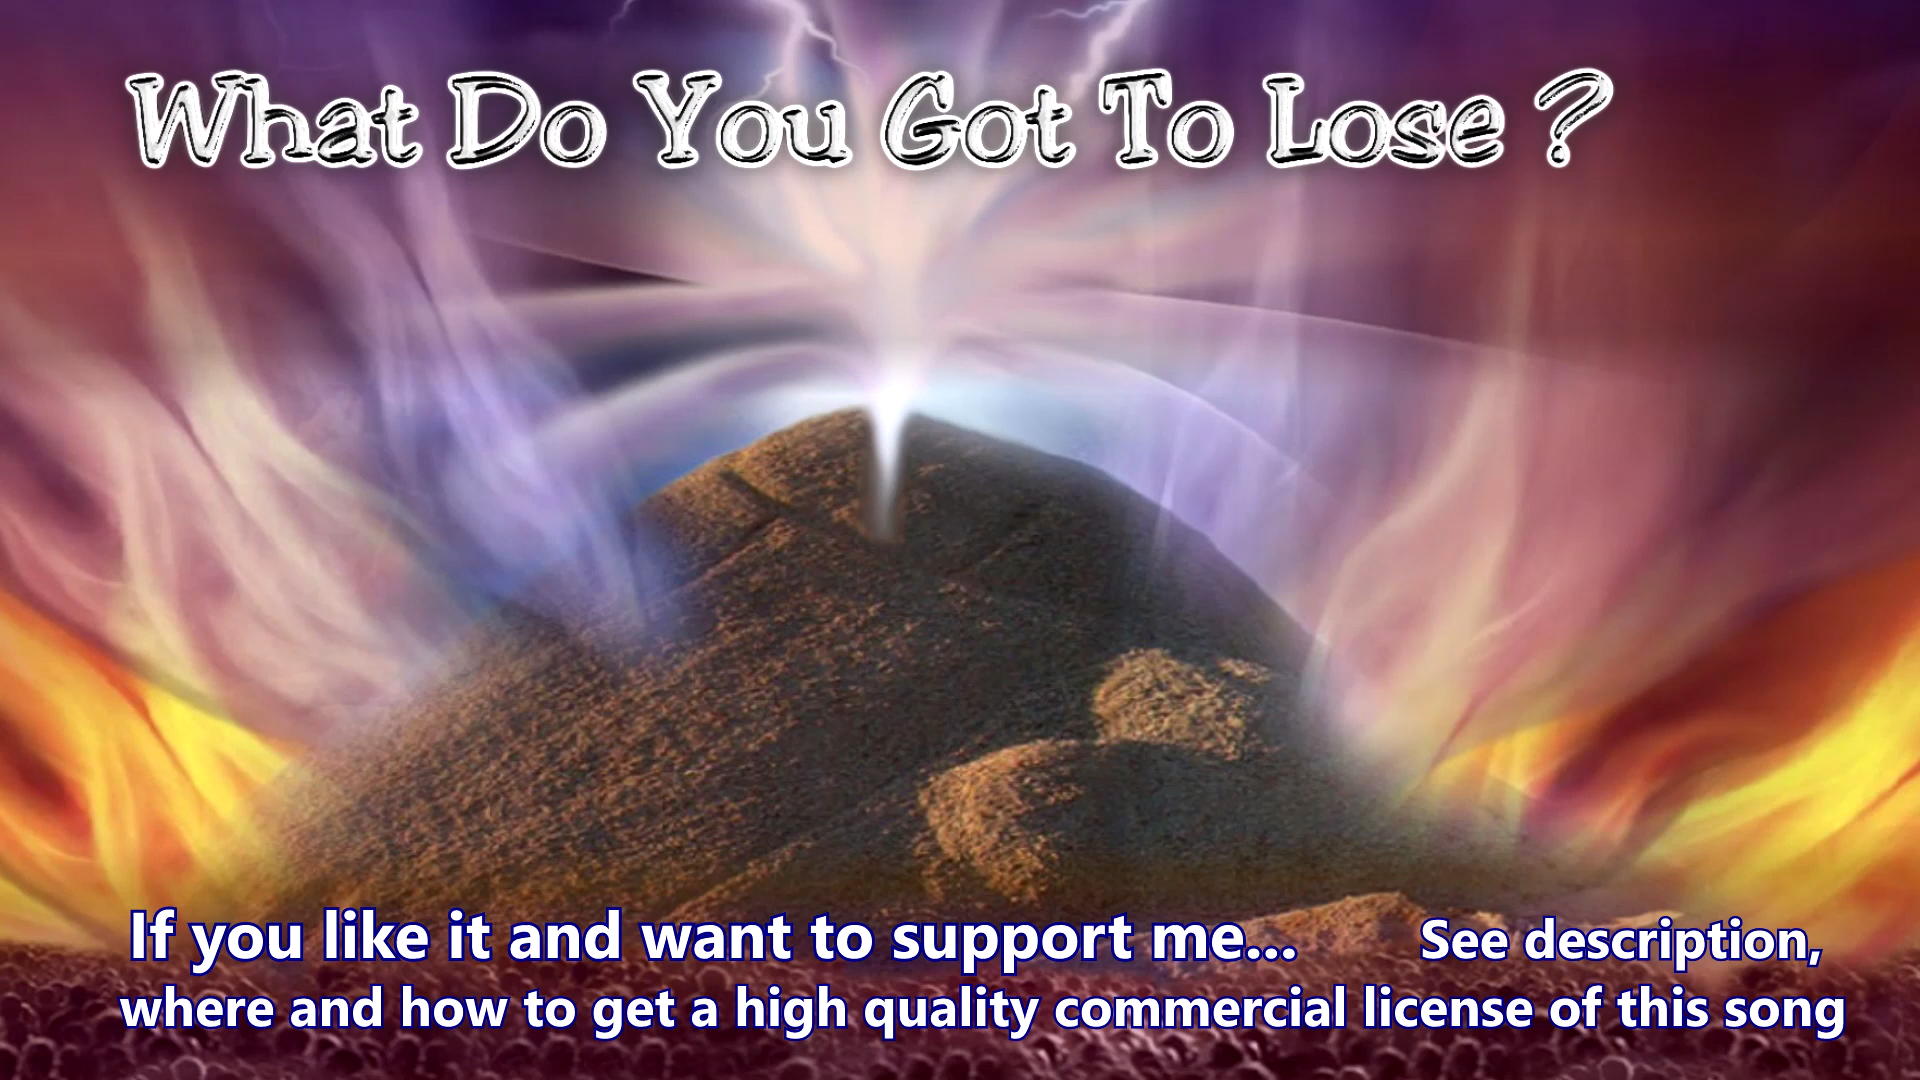 What Do You Got To Lose ?
If you like it and want to support me... See description,
where and how to get a high quality commercial license of this song